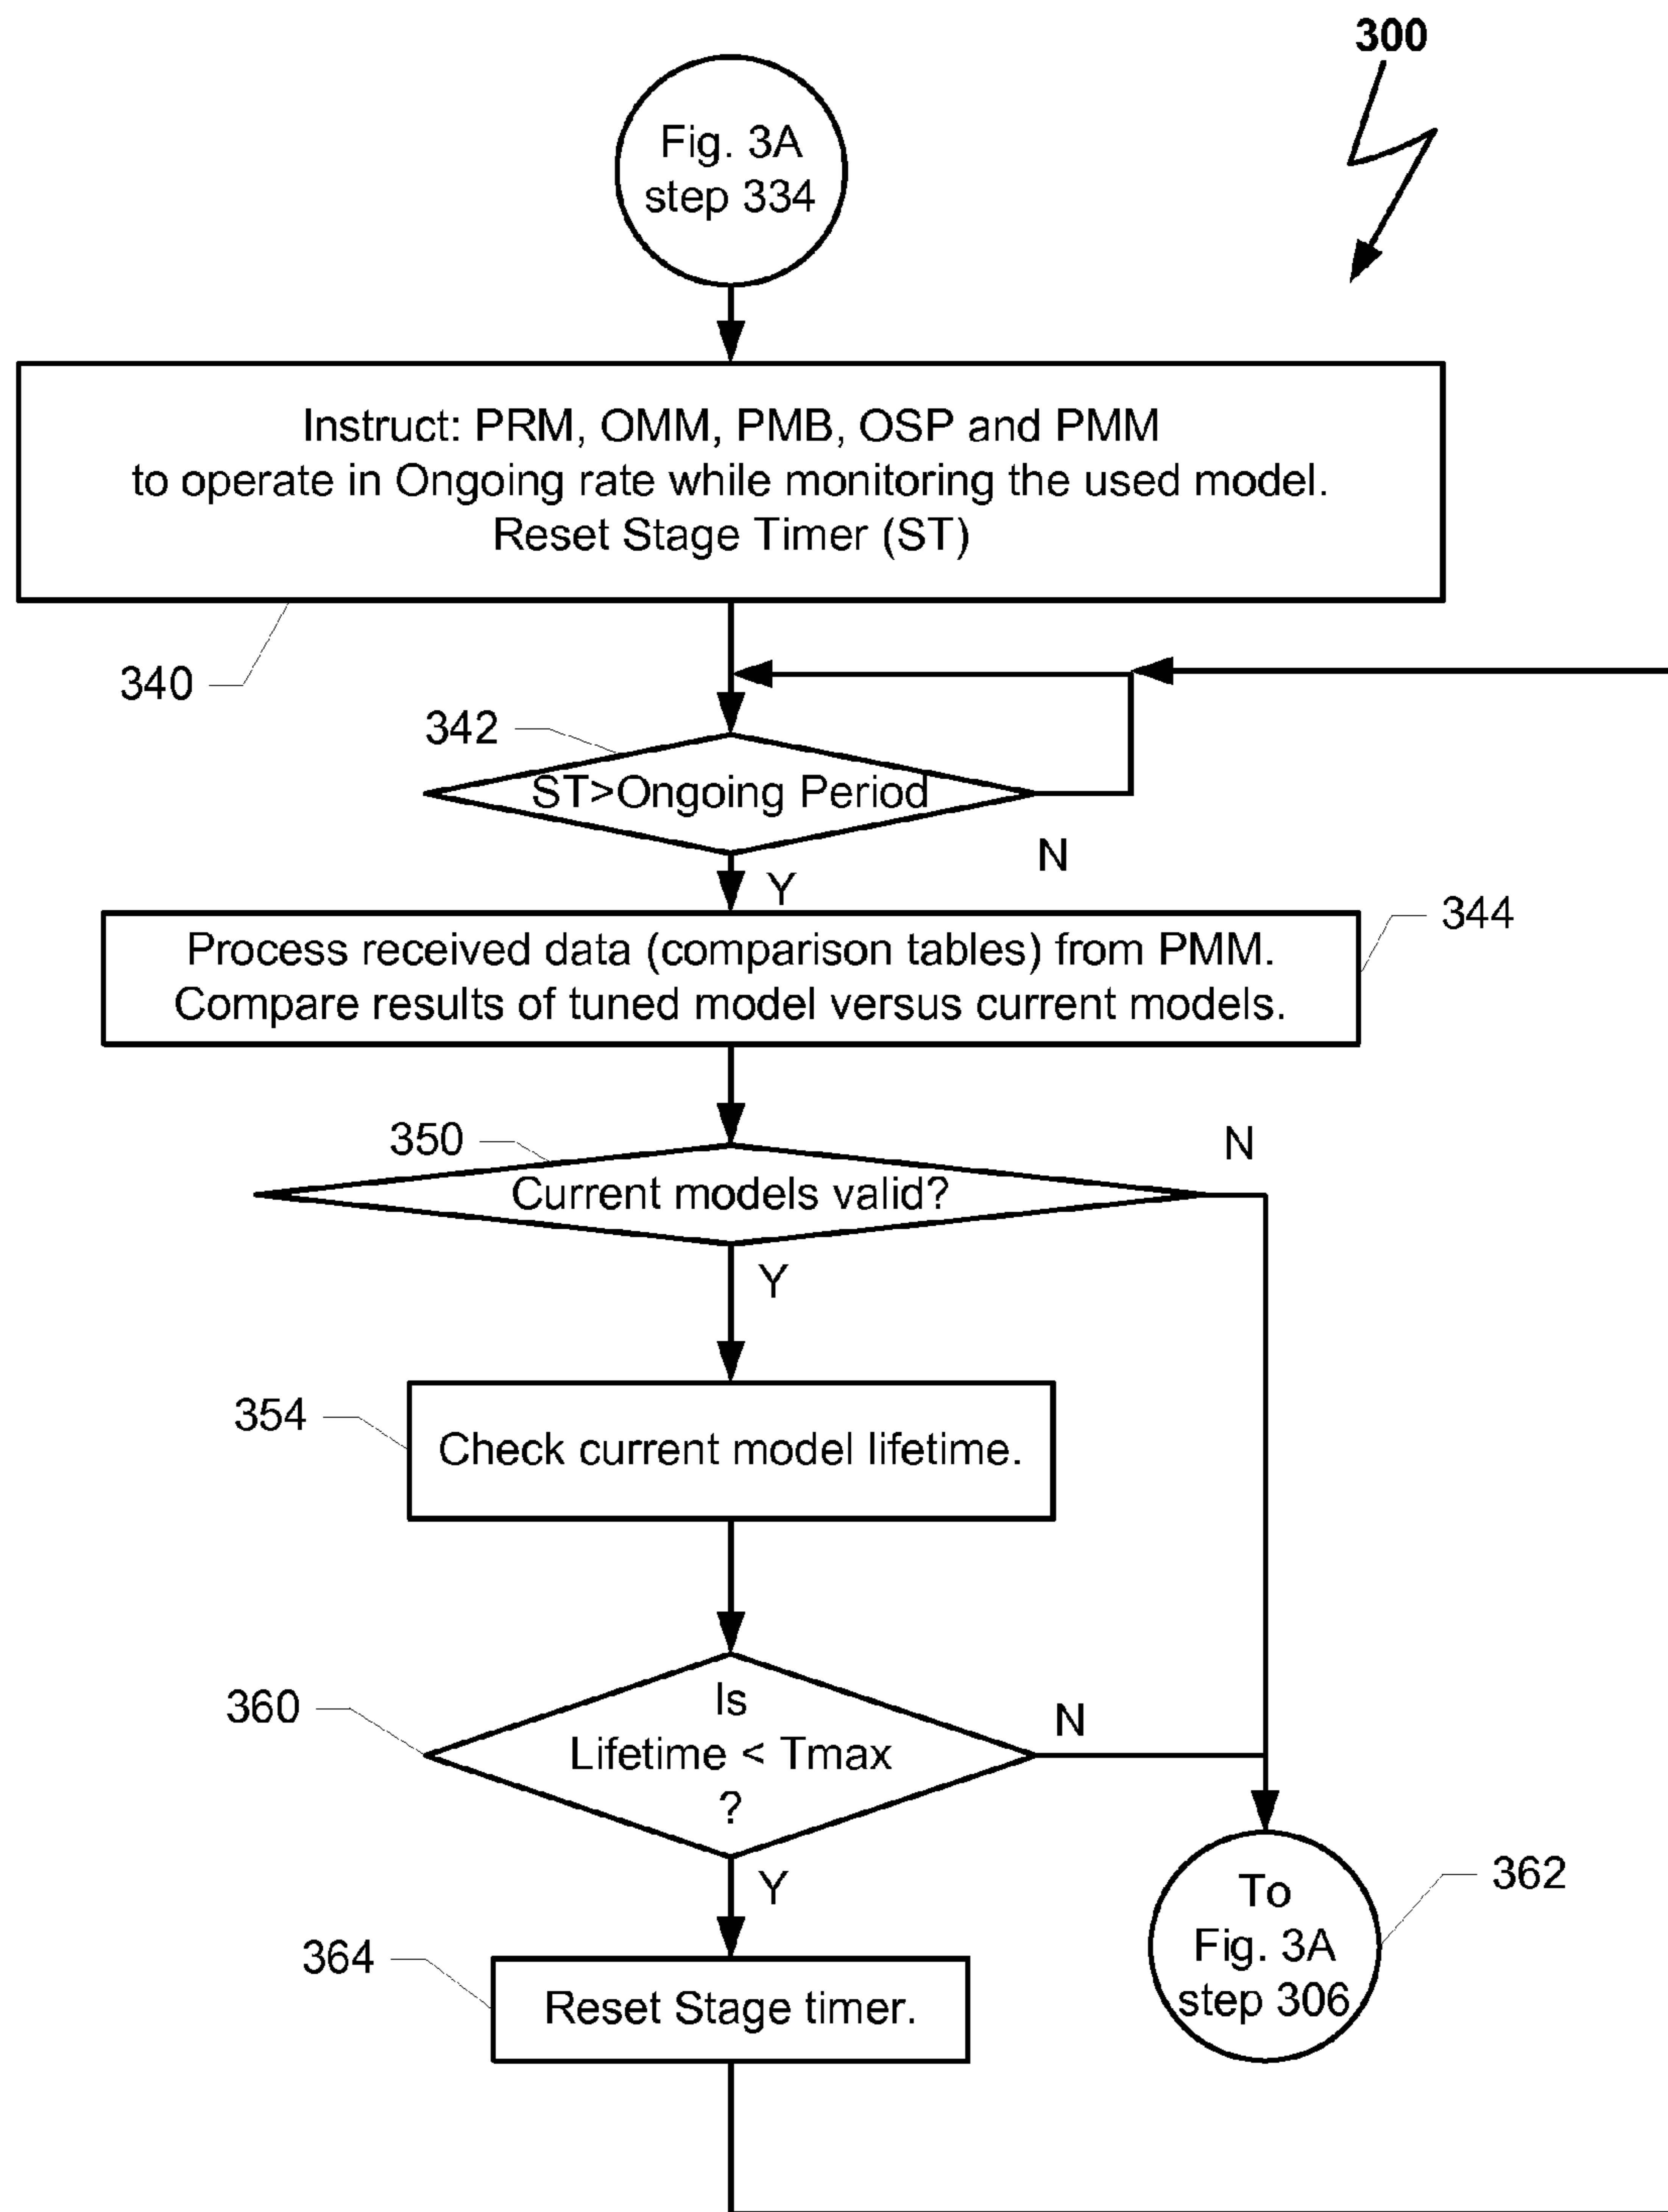 300
Fig. 3A
step 334
Instruct: PRM, OMM, PMB, OSP and PMM
to operate in Ongoing rate while monitoring the used model.
Reset Stage Timer (ST)
340
342
ST>Ongoing Period
N
Y
344
Process received data (comparison tables) from PMM.
Compare results of tuned model versus current models.
350
N
Current models valid?
Y
354
Check current model lifetime.
360
Is
Lifetime < Tmax
?
N
Y
362
To
Fig. 3A
step 306
364
Reset Stage timer.